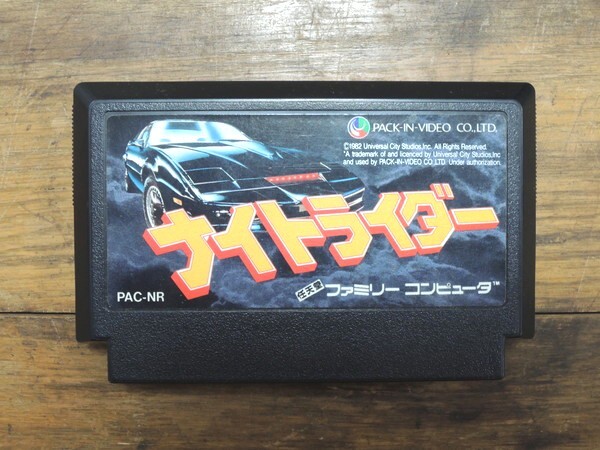 PACK-IN-VIDEO CO.,LTD.
©1982 Universal City Studios, Inc. All Rights Reserved.
*A trademark of and licenced by Universal City Studios, Inc
and used by PACK-IN-VIDEO CO.LTD. Under authorization.
ナイトライダー
PAC-NR
任天堂 ファミリー コンピュータ™